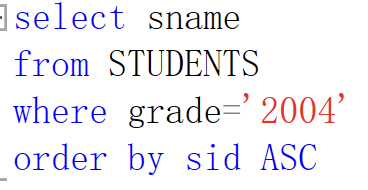 select sname
from STUDENTS
where grade='2004'
order by sid ASC